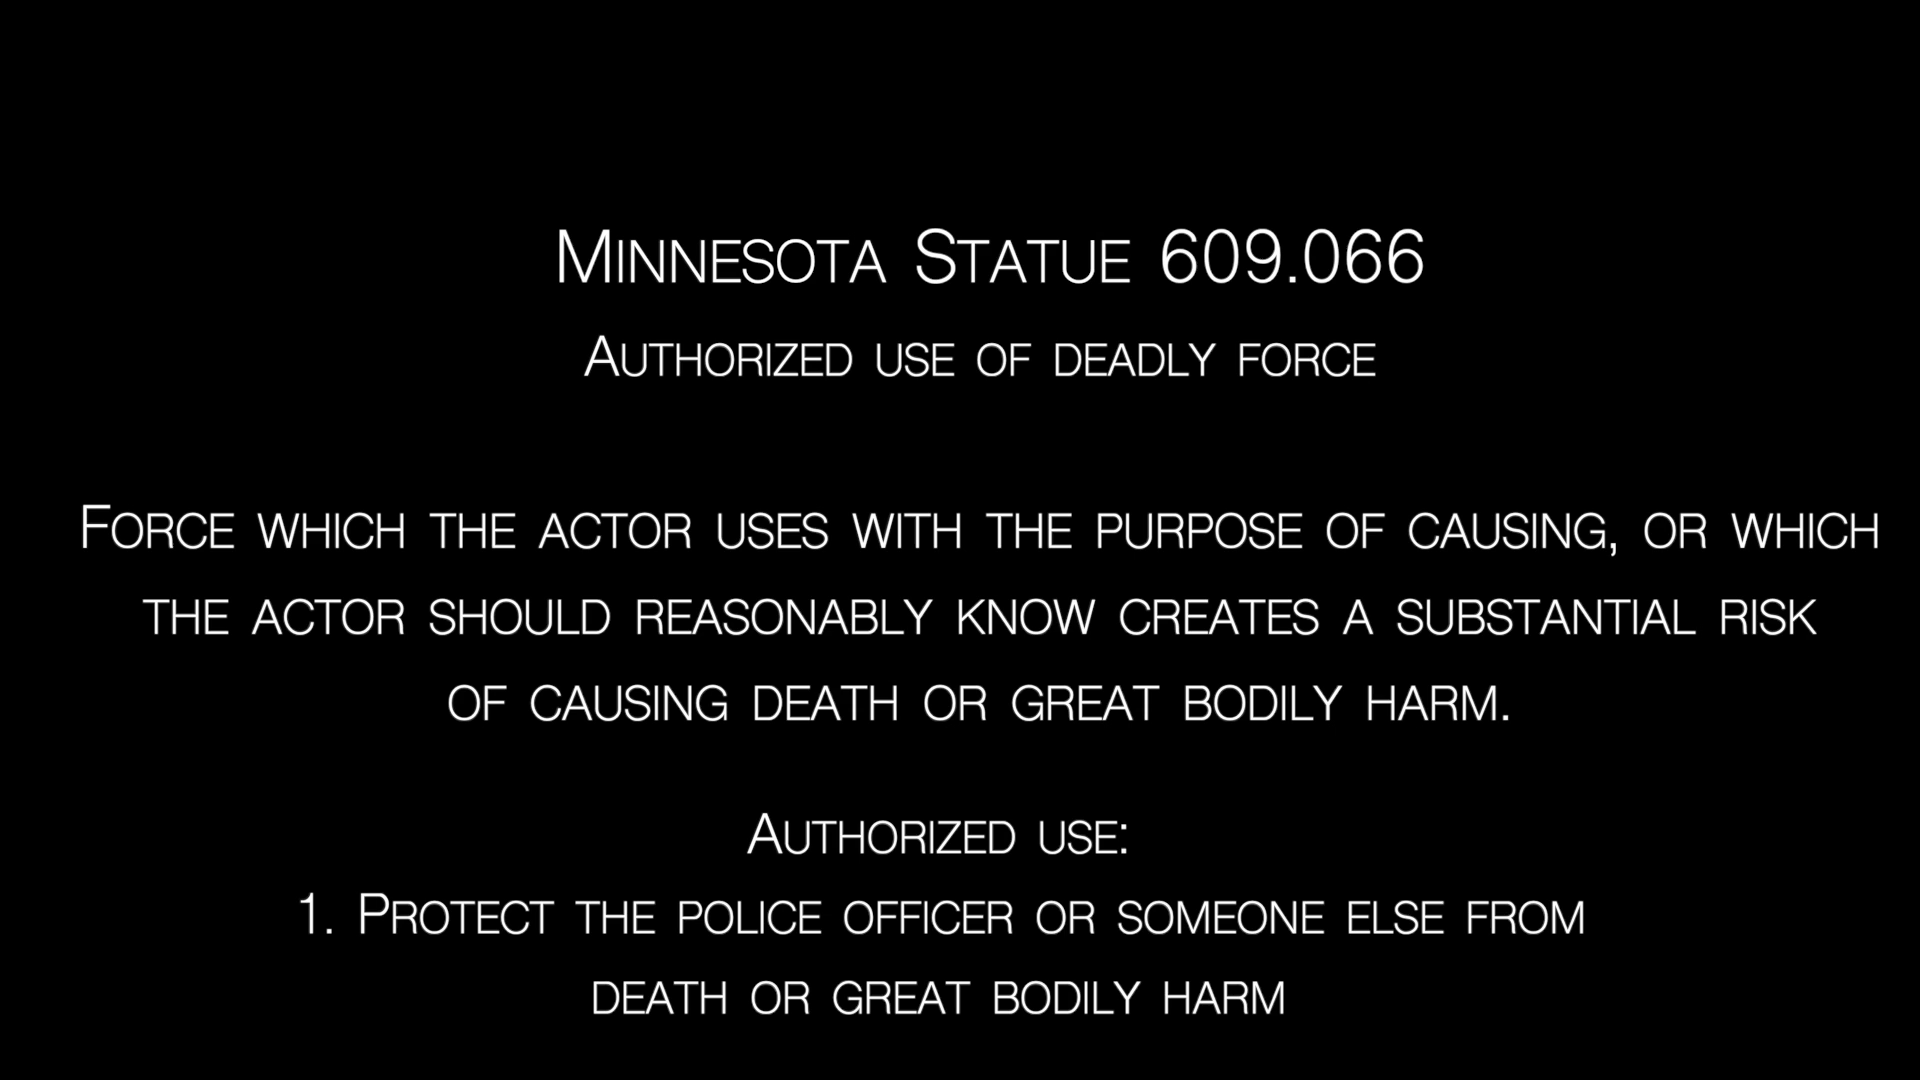 Minnesota Statue 609.066
Authorized use of deadly force
Force which the actor uses with the purpose of causing, or which
the actor should reasonably know creates a substantial risk
of causing death or great bodily harm.
Authorized use:
1. Protect the police officer or someone else from
death or great bodily harm